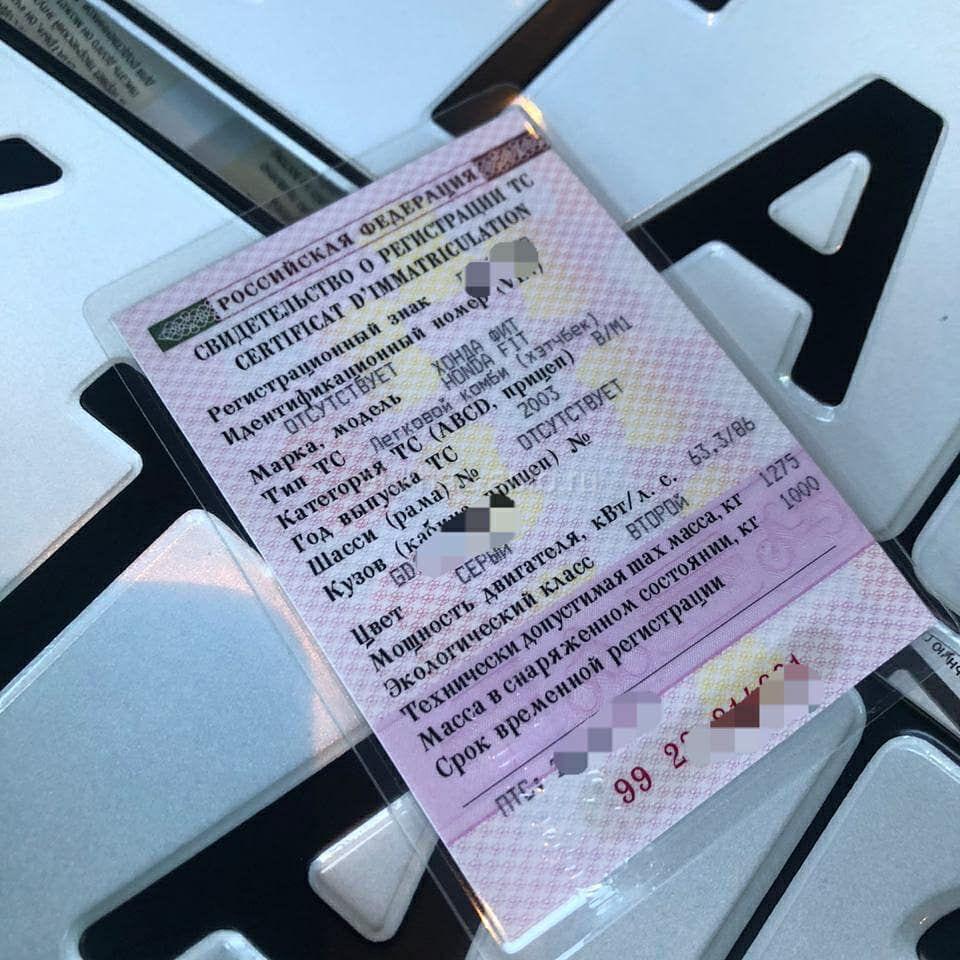 РОССИЙСКАЯ ФЕДЕРАЦИЯ
СВИДЕТЕЛЬСТВО О РЕГИСТРАЦИИ ТС
CERTIFICAT D'IMMATRICULATION
Регистрационный знак
Идентификационный номер
ОТСУТСТВУЕТ
Марка, модель ХОНДА ФИТ
HONDA FIT
Тип ТС Легковой комби (хэтчбек)
Категория ТС (ABCD, прицеп) B/M1
Год выпуска ТС 2003
Шасси (рама) № ОТСУТСТВУЕТ
Кузов прицеп) №
GD
Цвет СЕРЫЙ
Мощность двигателя, кВт/л. с. 63.3/86
Экологический класс ВТОРОЙ
Технически допустимая max масса, кг 1275
Масса в снаряженном состоянии, кг 1000
Срок временной регистрации
ПТС:
99
А